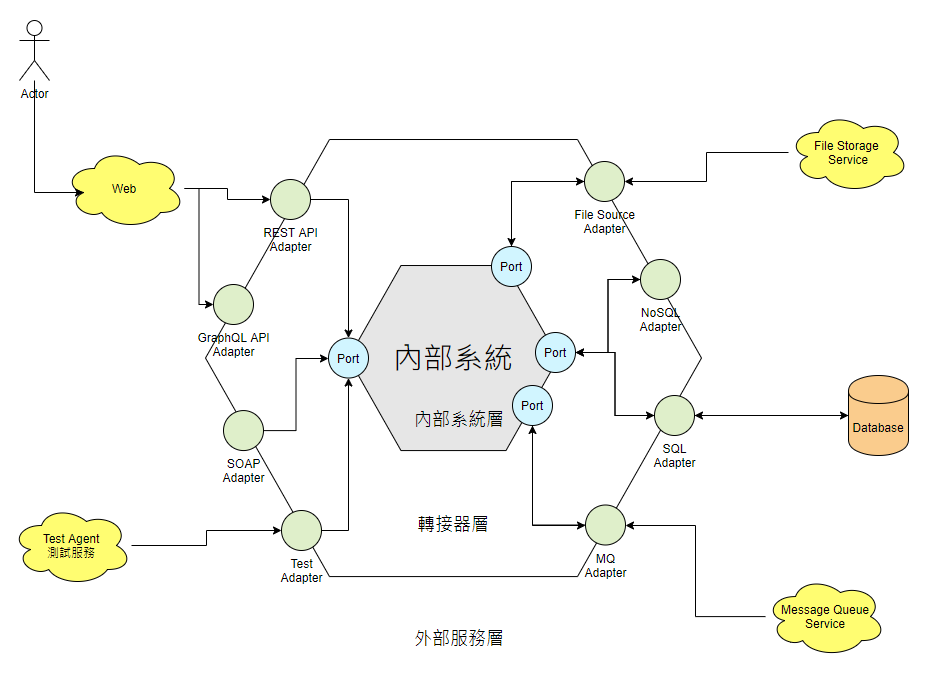 Actor
Web
File Storage
Service
REST API
Adapter
File Source
Adapter
Port
GraphQL API
Adapter
NoSQL
Adapter
Port
內部系統
Port
Port
內部系統層
Database
SOAP
Adapter
SQL
Adapter
轉接器層
Test Agent
測試服務
Test
Adapter
MQ
Adapter
Message Queue
Service
外部服務層